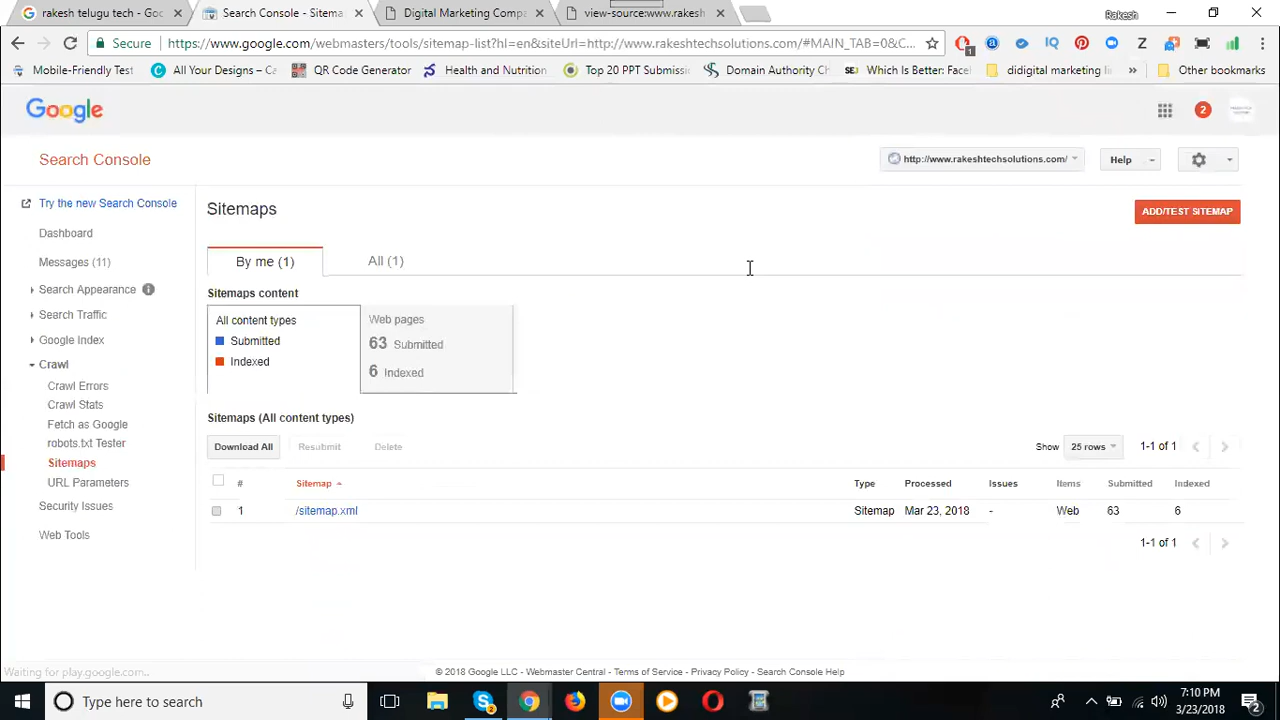 rakesh telugu tech - Goo
Search Console - Sitema
Digital Marketing Compa
view-source:www.rakesh
Rakesh
Secure
https://www.google.com/webmasters/tools/sitemap-list?hl=en&siteUrl=http://www.rakeshtechsolutions.com/#MAIN_TAB=0&C...
Mobile-Friendly Test
All Your Designs – Ca
QR Code Generator
Health and Nutrition
Top 20 PPT Submissio
Domain Authority Ch
Which Is Better: Facel
didigital marketing
Other bookmarks
Google
2
Search Console
http://www.rakeshtechsolutions.com/
Help
Try the new Search Console
Dashboard
Messages (11)
Search Appearance
Search Traffic
Google Index
Crawl
Crawl Errors
Crawl Stats
Fetch as Google
robots.txt Tester
Sitemaps
URL Parameters
Security Issues
Web Tools
Sitemaps
ADD/TEST SITEMAP
By me (1)
All (1)
Sitemaps content
All content types
Submitted
Indexed
Web pages
63 Submitted
6 Indexed
Sitemaps (All content types)
Download All
Resubmit
Delete
Show
25 rows
1-1 of 1
# Sitemap Type Processed Issues Items Submitted Indexed
1 /sitemap.xml Sitemap Mar 23, 2018 - Web 63 6
1-1 of 1
Waiting for play.google.com...
© 2018 Google LLC - Webmaster Central - Terms of Service - Privacy Policy - Search Console Help
Type here to search
7:10 PM
3/23/2018